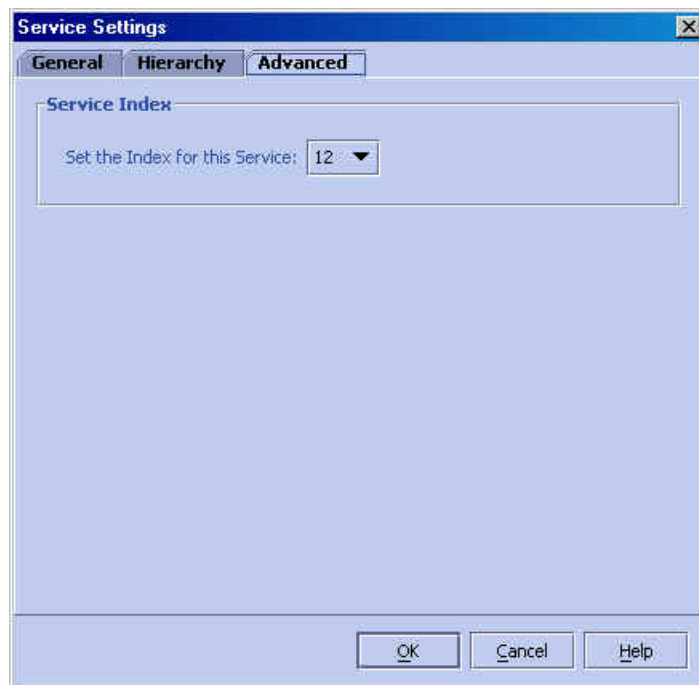 Service Settings
General Hierarchy Advanced
Service Index
Set the Index for this Service: 12
OK Cancel Help